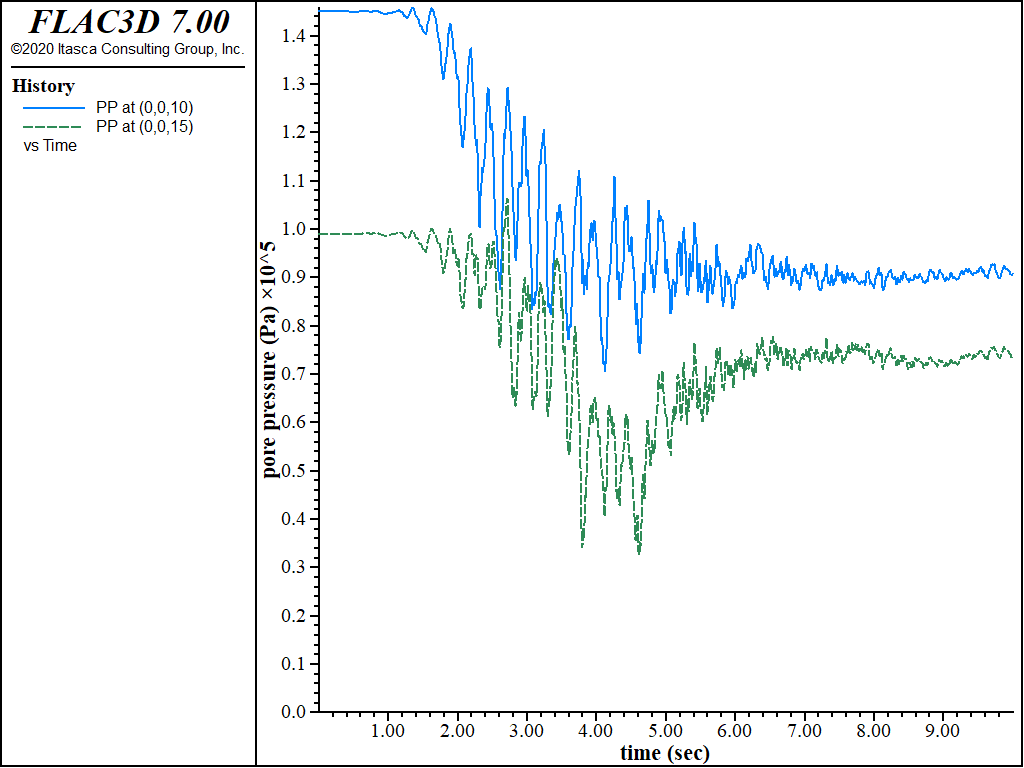 FLAC3D 7.00
©2020 Itasca Consulting Group, Inc.
History
PP at (0,0,10)
PP at (0,0,15)
vs Time
pore pressure (Pa) ×10^5
1.4
1.3
1.2
1.1
1.0
0.9
0.8
0.7
0.6
0.5
0.4
0.3
0.2
0.1
0.0
1.00 2.00 3.00 4.00 5.00 6.00 7.00 8.00 9.00
time (sec)